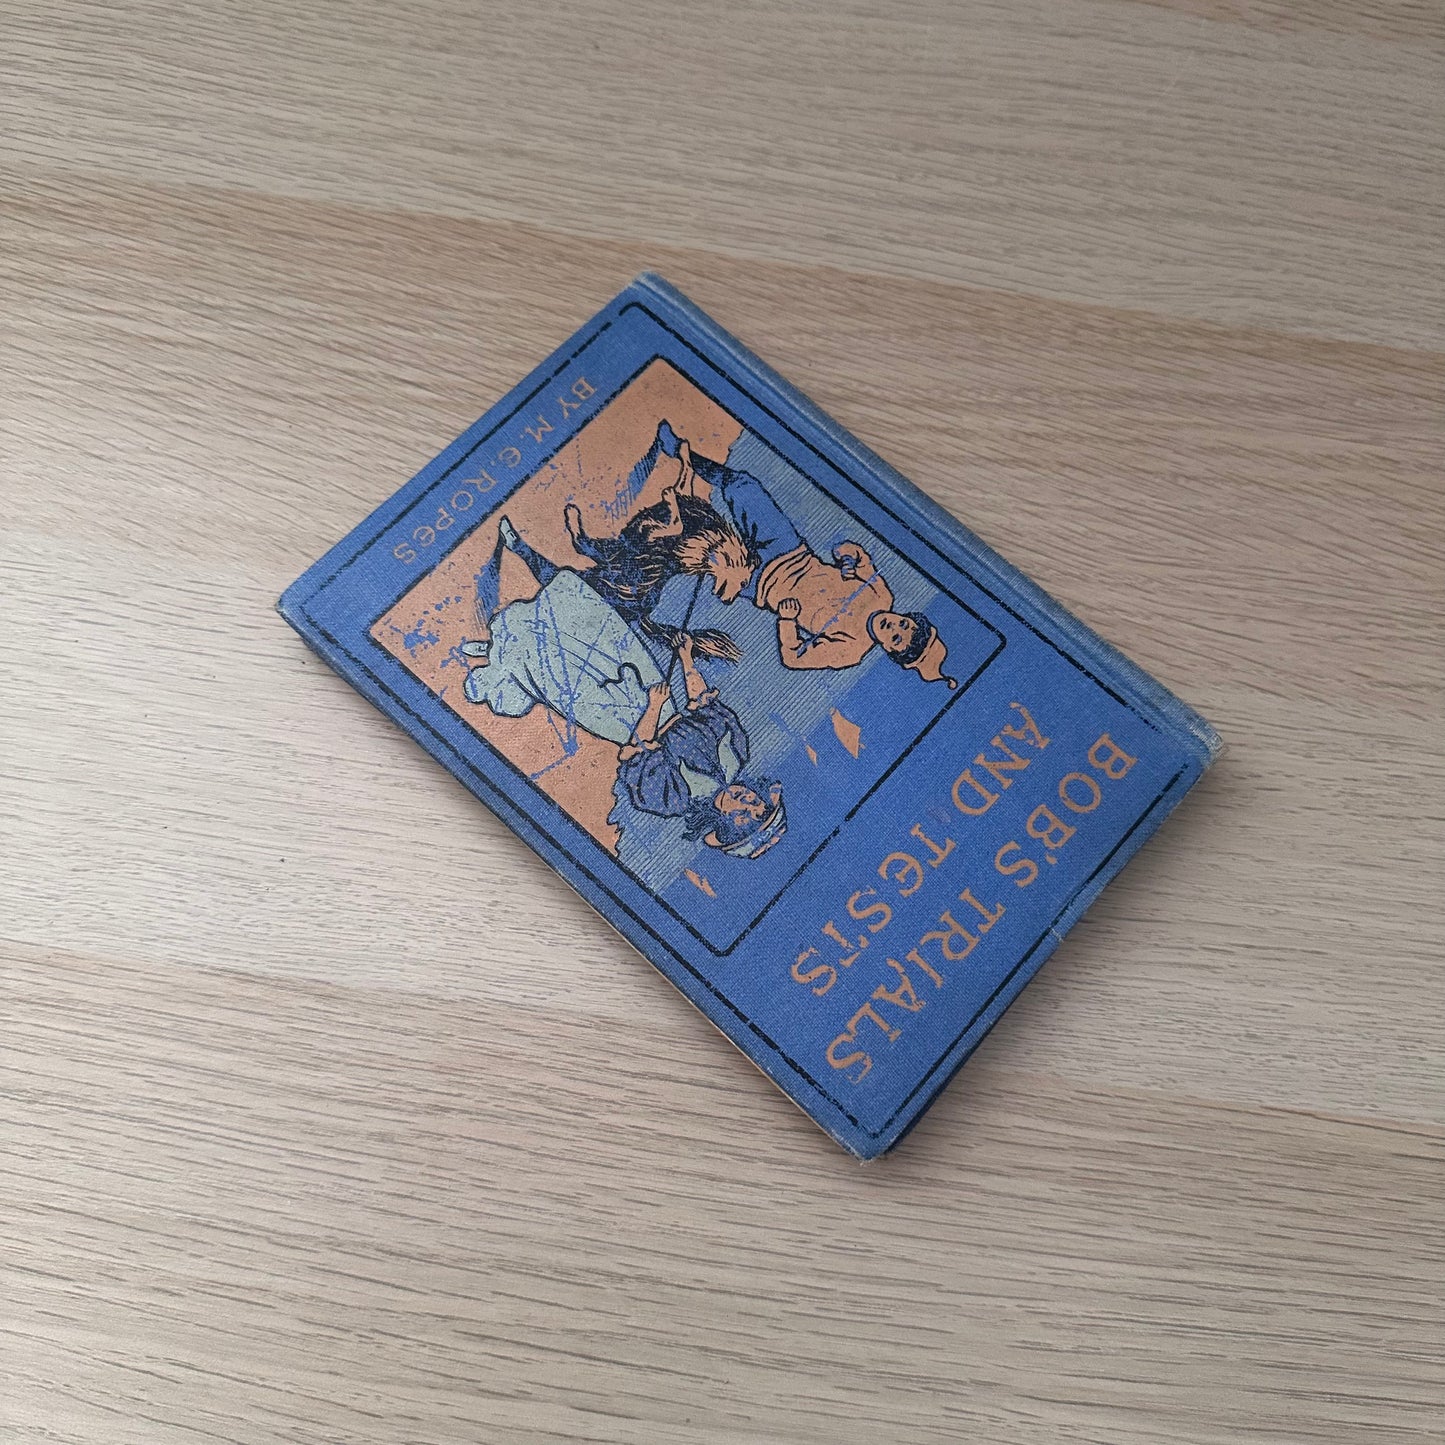 BOB'S TRIALS
AND TESTS
BY M. E. ROPES